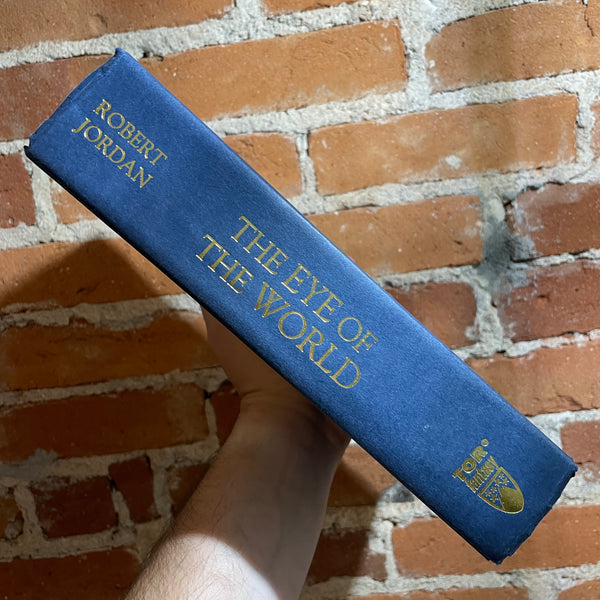 ROBERT
JORDAN
THE EYE OF
THE WORLD
TOR®
fantasy